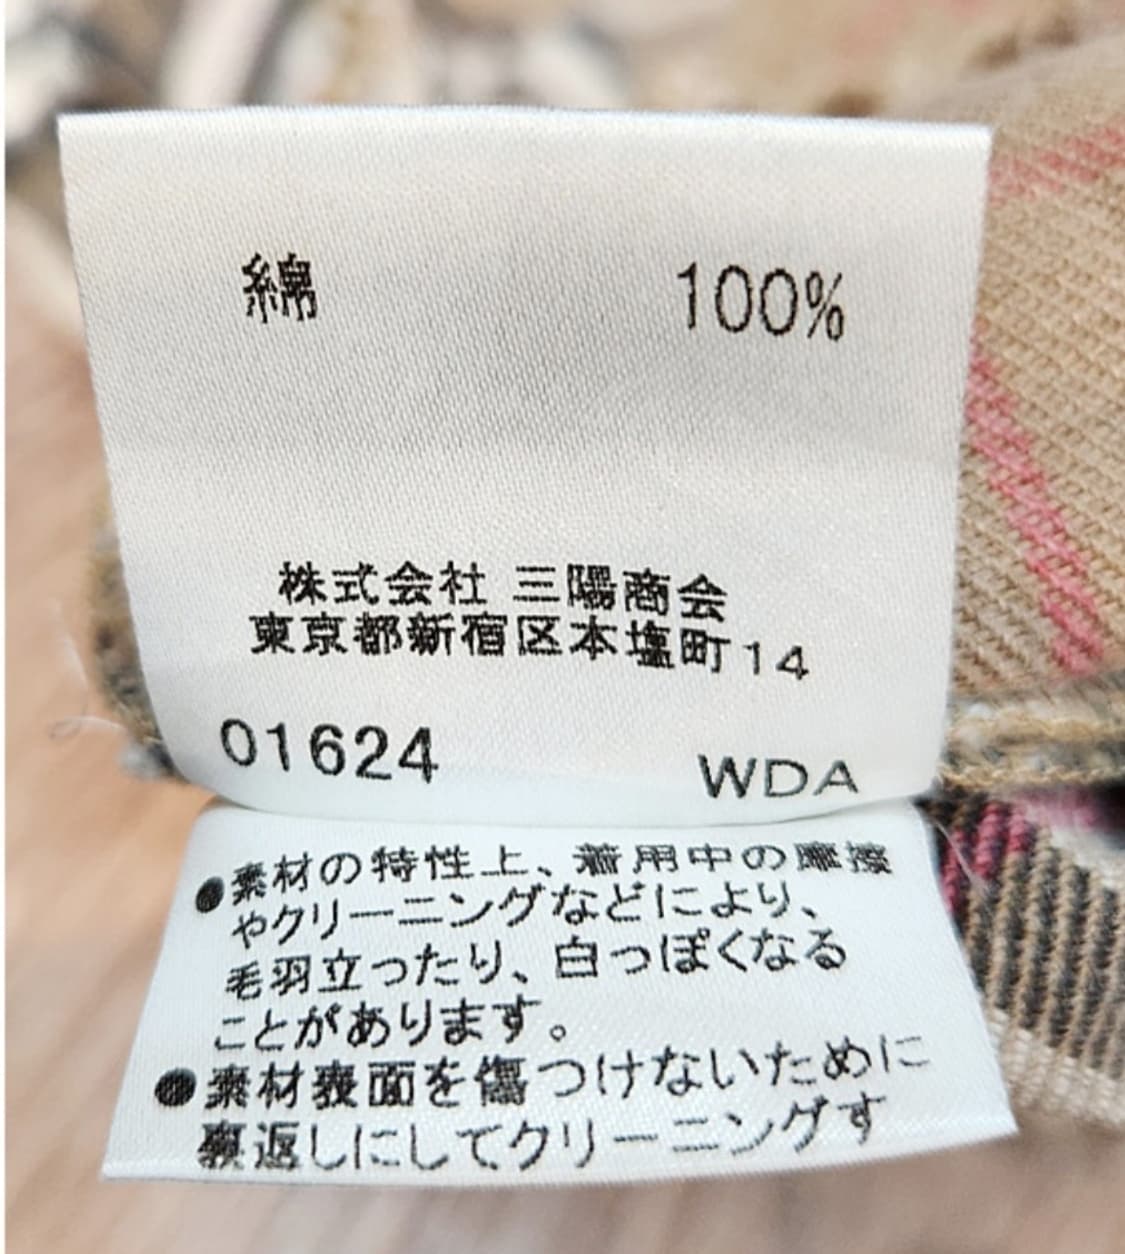 綿 100%
株式会社 三陽商会
東京都新宿区本塩町14
01624 WDA
●素材の特性上、着用中の摩擦
やクリーニングなどにより、
毛羽立ったり、白っぽくなる
ことがあります。
●素材表面を傷つけないために
裏返しにしてクリーニングす